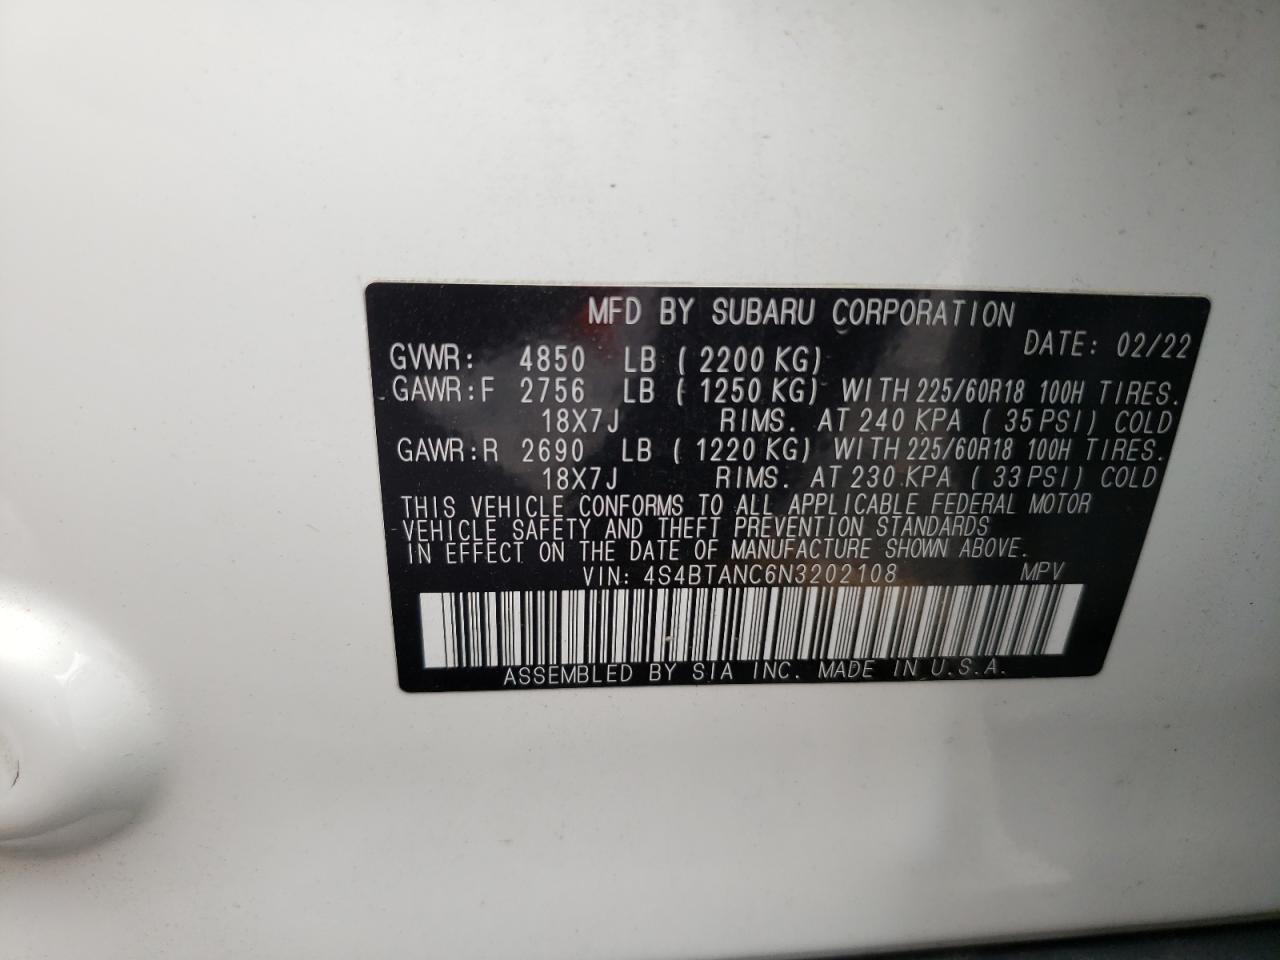 MFD BY SUBARU CORPORATION
DATE: 02/22
GVWR: 4850 LB ( 2200 KG)
GAWR:F 2756 LB ( 1250 KG) WITH 225/60R18 100H TIRES.
18X7J RIMS. AT 240 KPA ( 35 PSI) COLD
GAWR:R 2690 LB ( 1220 KG) WITH 225/60R18 100H TIRES.
18X7J RIMS. AT 230 KPA ( 33 PSI) COLD
THIS VEHICLE CONFORMS TO ALL APPLICABLE FEDERAL MOTOR
VEHICLE SAFETY AND THEFT PREVENTION STANDARDS
IN EFFECT ON THE DATE OF MANUFACTURE SHOWN ABOVE.
VIN: 4S4BTANC6N3202108 MPV
ASSEMBLED BY SIA INC. MADE IN U.S.A.